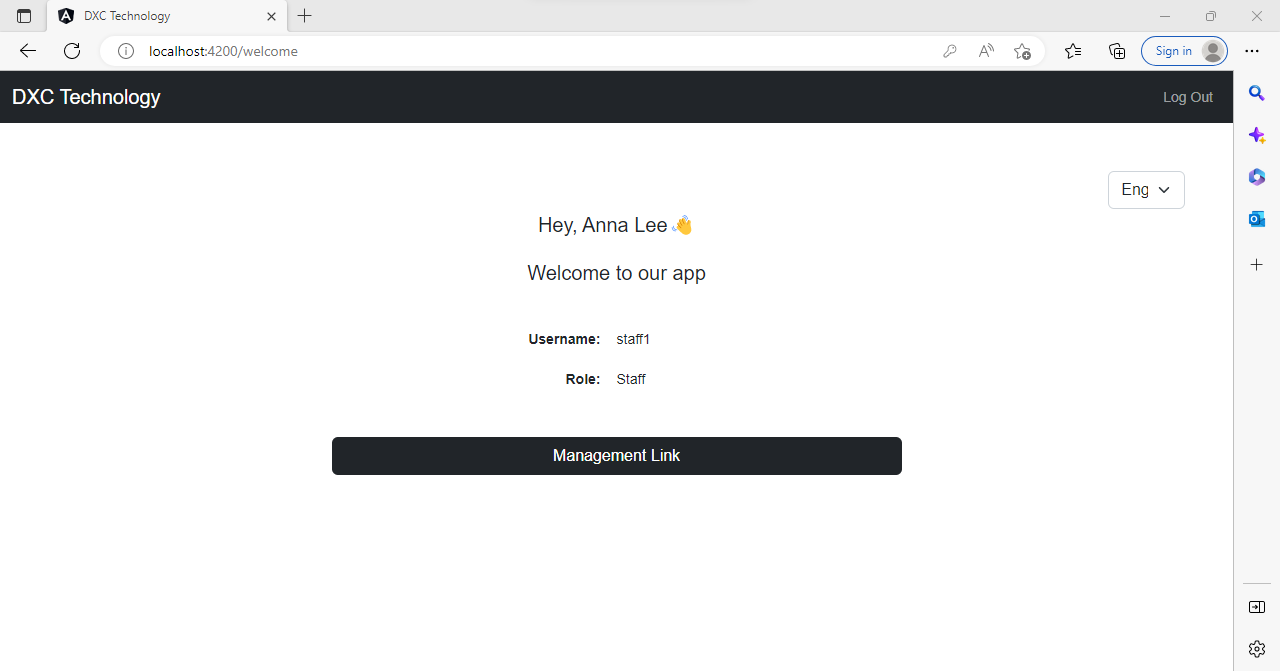 DXC Technology
localhost:4200/welcome
Sign in
DXC Technology
Log Out
Eng
Hey, Anna Lee 👋
Welcome to our app
Username: staff1
Role: Staff
Management Link